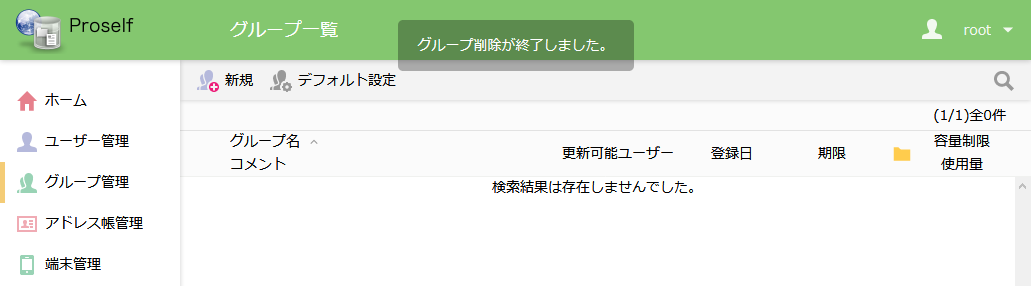 Proself
グループ一覧
グループ削除が終了しました。
root
新規
デフォルト設定
ホーム
ユーザー管理
グループ管理
アドレス帳管理
端末管理
(1/1)全0件
グループ名
コメント
更新可能ユーザー
登録日
期限
容量制限
使用量
検索結果は存在しませんでした。